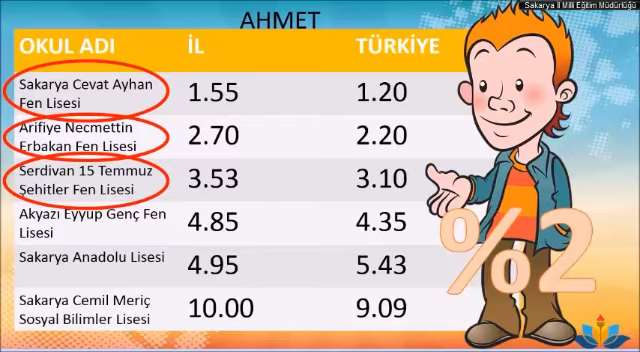 Sakarya İl Milli Eğitim Müdürlüğü
AHMET
OKUL ADI İL TÜRKİYE
Sakarya Cevat Ayhan
Fen Lisesi
1.55 1.20
Arifiye Necmettin
Erbakan Fen Lisesi
2.70 2.20
Serdivan 15 Temmuz
Şehitler Fen Lisesi
3.53 3.10
Akyazı Eyyup Genç Fen
Lisesi
4.85 4.35
Sakarya Anadolu Lisesi
4.95 5.43
Sakarya Cemil Meriç
Sosyal Bilimler Lisesi
10.00 9.09
%2